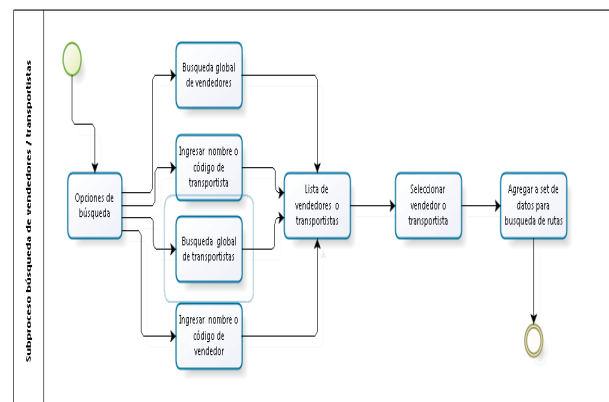 Subproceso búsqueda de vendedores / transportistas
Busqueda global
de vendedores
Ingresar nombre o
código de
transportista
Opciones de
búsqueda
Busqueda global
de transportistas
Ingresar nombre o
código de
vendedor
Lista de
vendedores o
transportistas
Seleccionar
vendedor o
transportista
Agregar a set de
datos para
busqueda de rutas